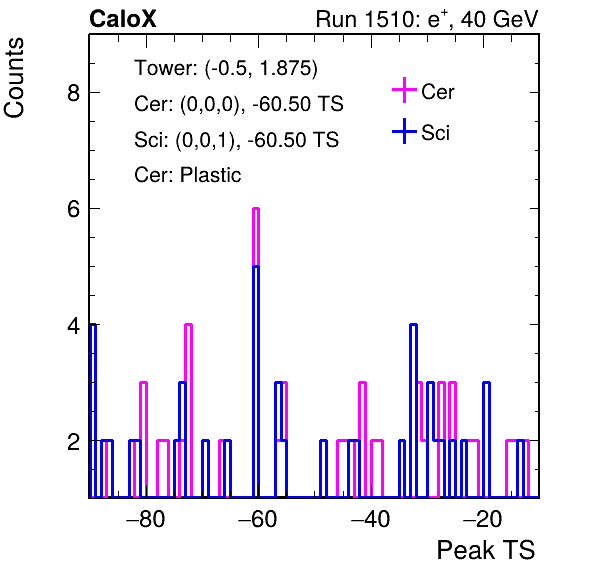 CaloX Run 1510: e+, 40 GeV
Counts
Tower: (-0.5, 1.875)
Cer: (0,0,0), -60.50 TS
Sci: (0,0,1), -60.50 TS
Cer: Plastic
Cer
Sci
8
6
4
2
−80 −60 −40 −20
Peak TS